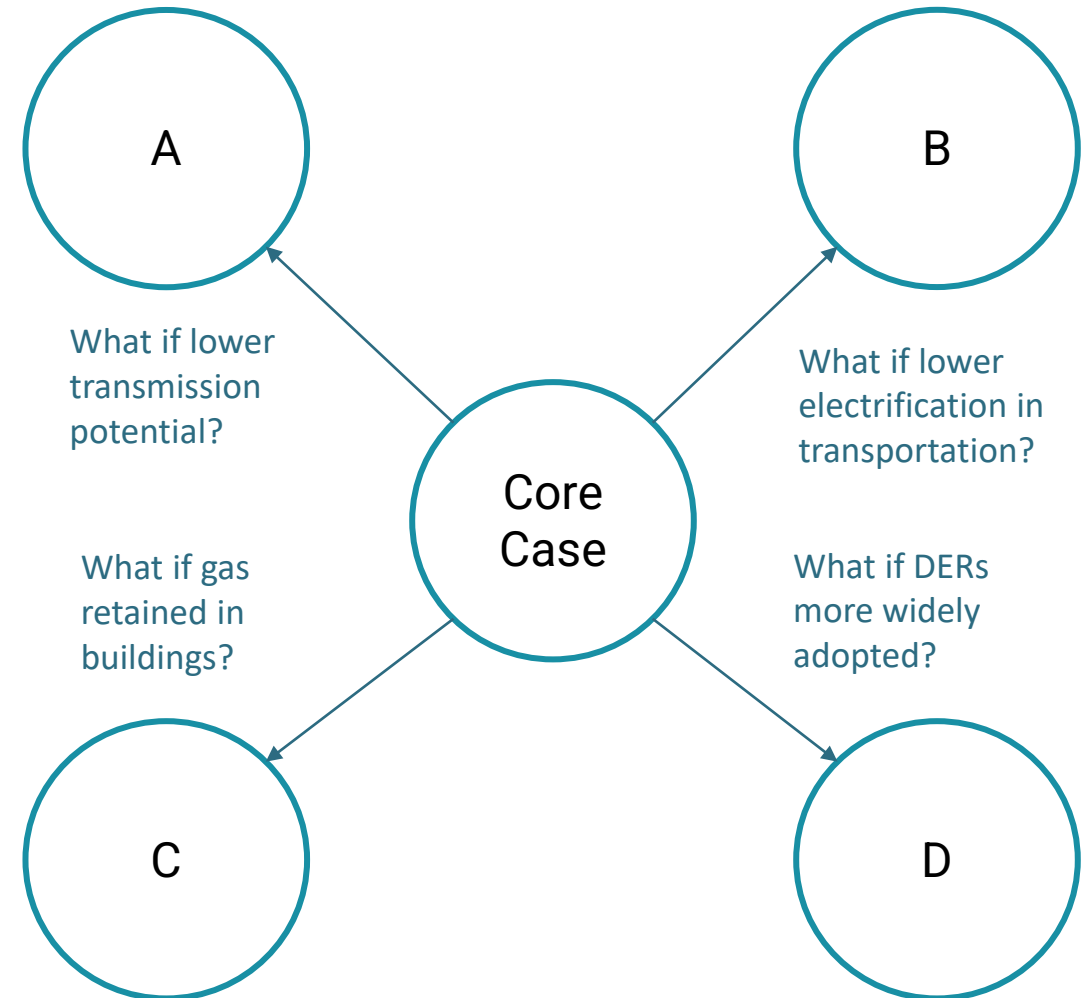 A
B
What if lower
transmission
potential?
What if lower
electrification in
transportation?
Core
Case
What if gas
retained in
buildings?
What if DERs
more widely
adopted?
C
D